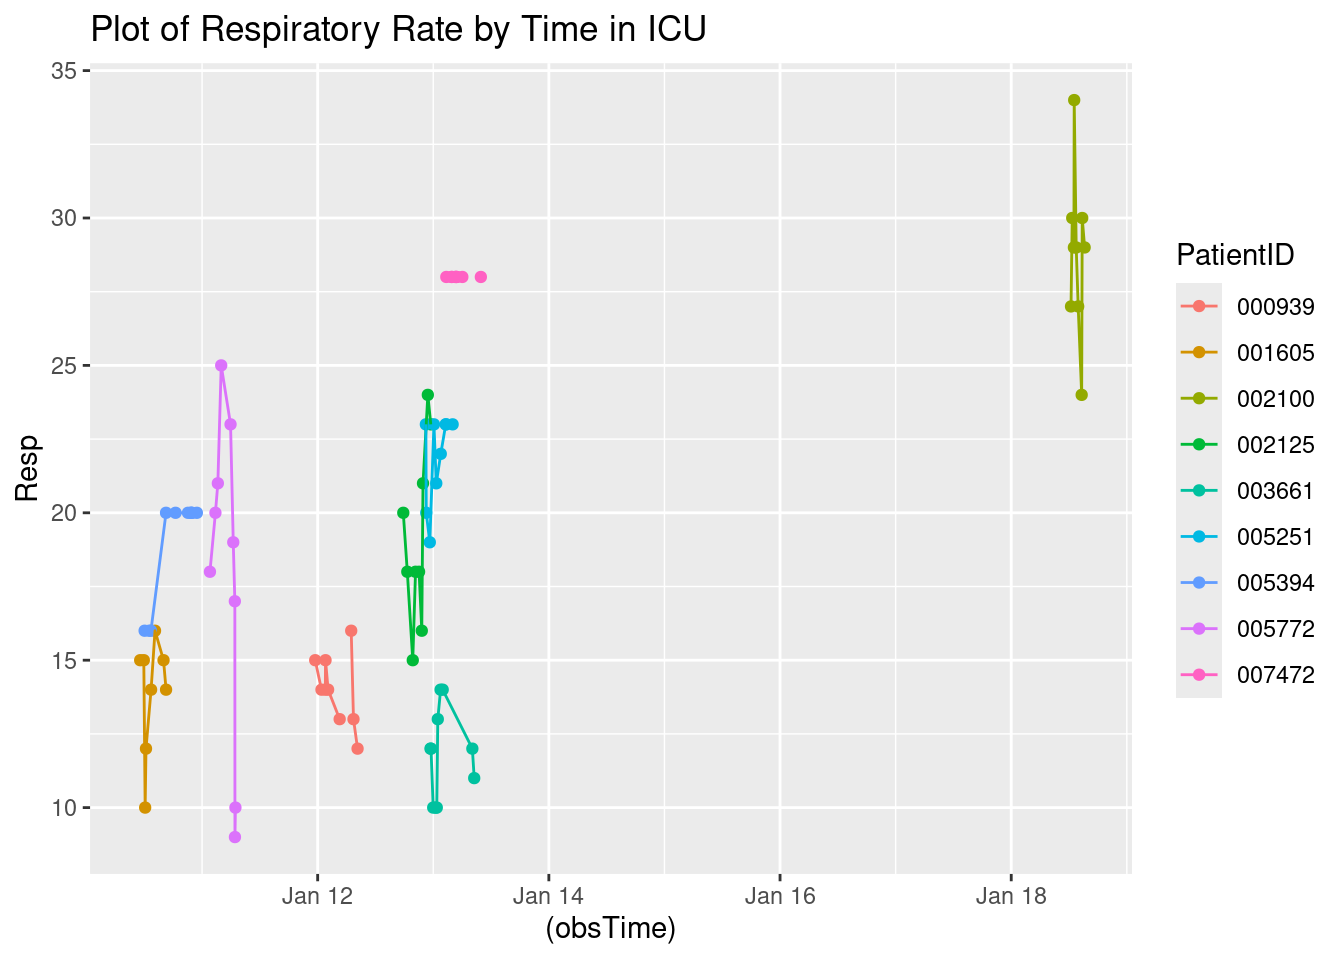 Plot of Respiratory Rate by Time in ICU
35
30
25
20
15
10
Resp
Jan 12
Jan 14
Jan 16
Jan 18
(obsTime)
PatientID
000939
001605
002100
002125
003661
005251
005394
005772
007472